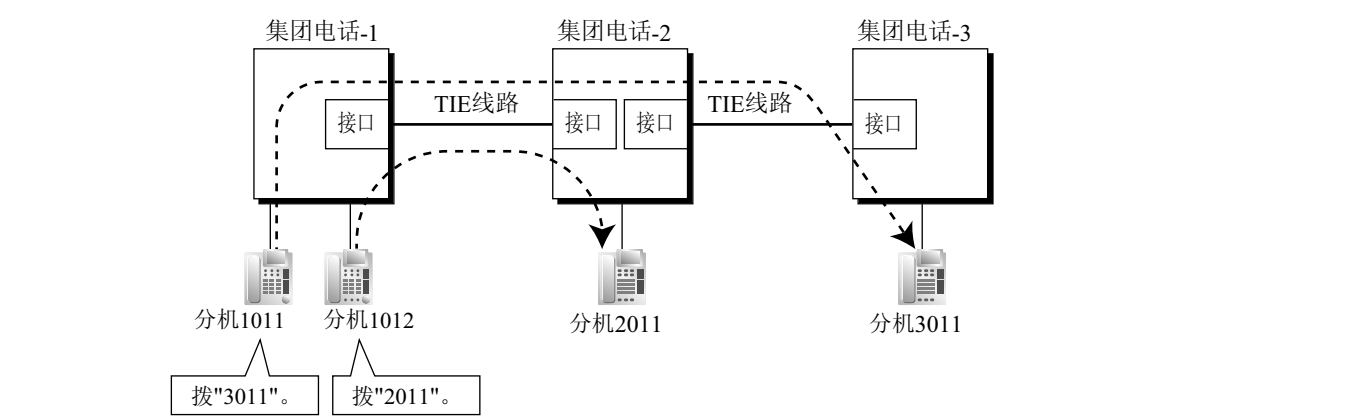 集团电话-1
集团电话-2
集团电话-3
TIE线路
TIE线路
接口
接口
接口
接口
分机1011
分机1012
分机2011
分机3011
拨"3011"。
拨"2011"。